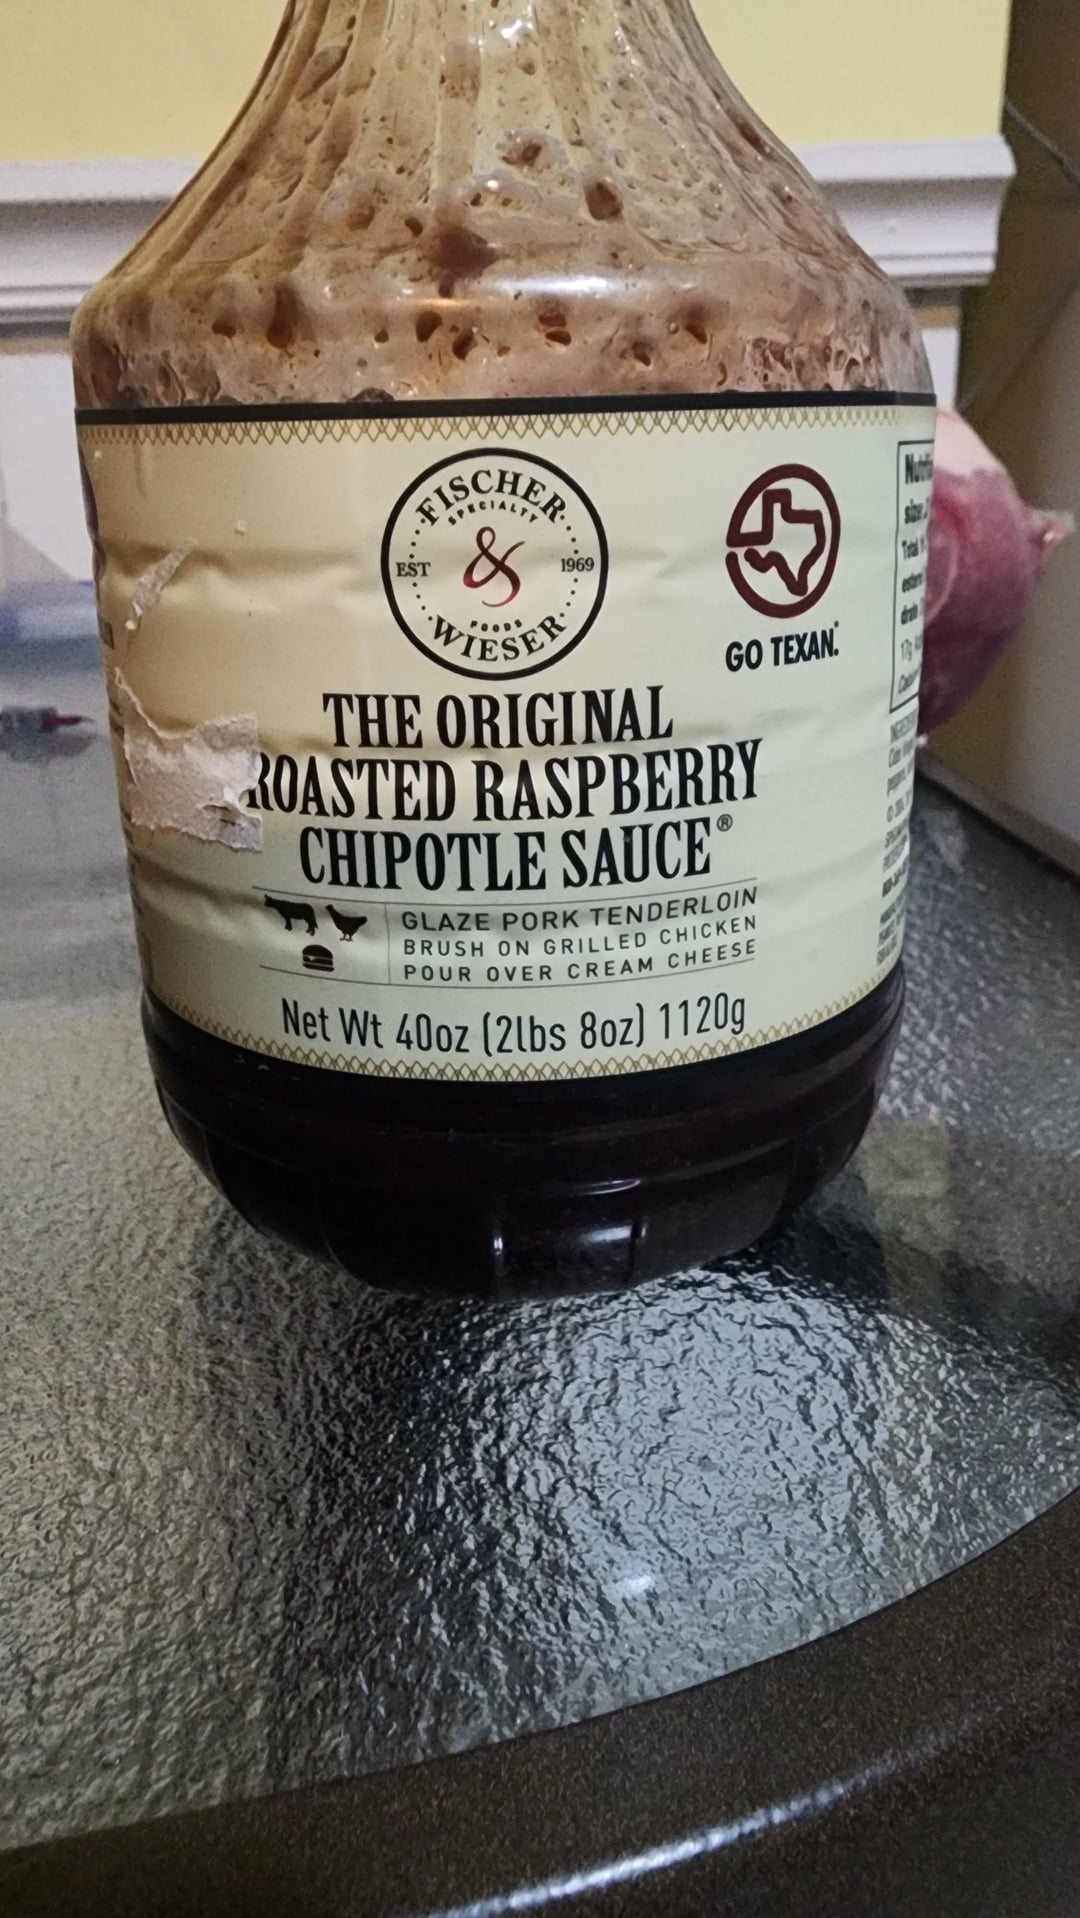 FISCHER
SPECIALTY
EST & 1969
FOODS
WIESER
GO TEXAN.
THE ORIGINAL
ROASTED RASPBERRY
CHIPOTLE SAUCE®
GLAZE PORK TENDERLOIN
BRUSH ON GRILLED CHICKEN
POUR OVER CREAM CHEESE
Net Wt 40oz (2lbs 8oz) 1120g